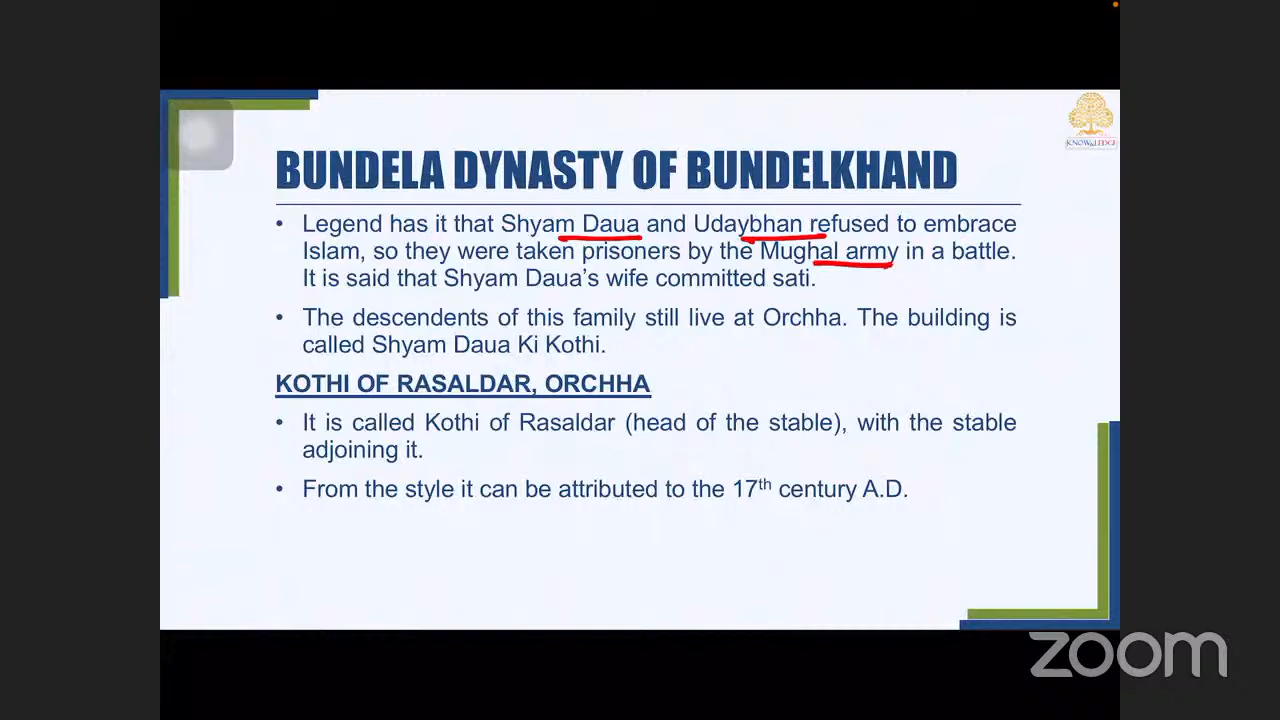 KNOWLEDGE
BUNDELA DYNASTY OF BUNDELKHAND
• Legend has it that Shyam Daua and Udaybhan refused to embrace
Islam, so they were taken prisoners by the Mughal army in a battle.
It is said that Shyam Daua's wife committed sati.
• The descendents of this family still live at Orchha. The building is
called Shyam Daua Ki Kothi.
KOTHI OF RASALDAR, ORCHHA
• It is called Kothi of Rasaldar (head of the stable), with the stable
adjoining it.
• From the style it can be attributed to the 17th century A.D.
zoom